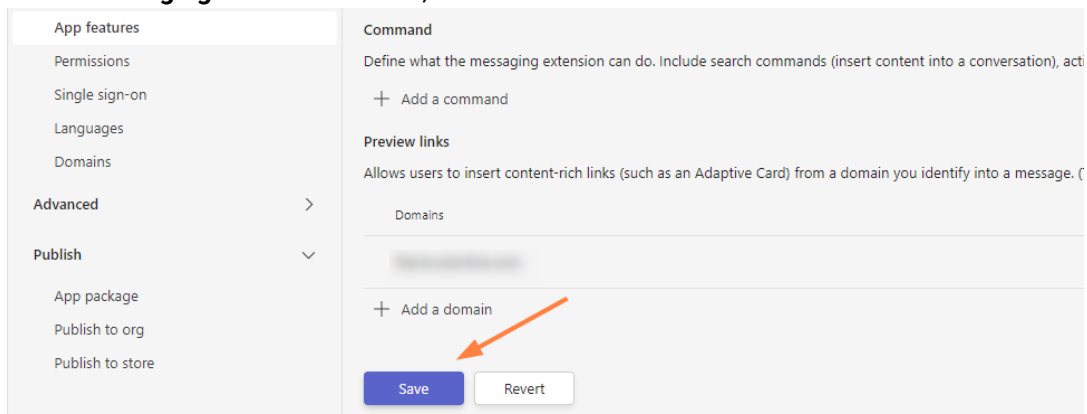 App features
Permissions
Single sign-on
Languages
Domains
Advanced
Publish
App package
Publish to org
Publish to store
Command
Define what the messaging extension can do. Include search commands (insert content into a conversation), acti
+ Add a command
Preview links
Allows users to insert content-rich links (such as an Adaptive Card) from a domain you identify into a message. (
Domains
+ Add a domain
Save
Revert